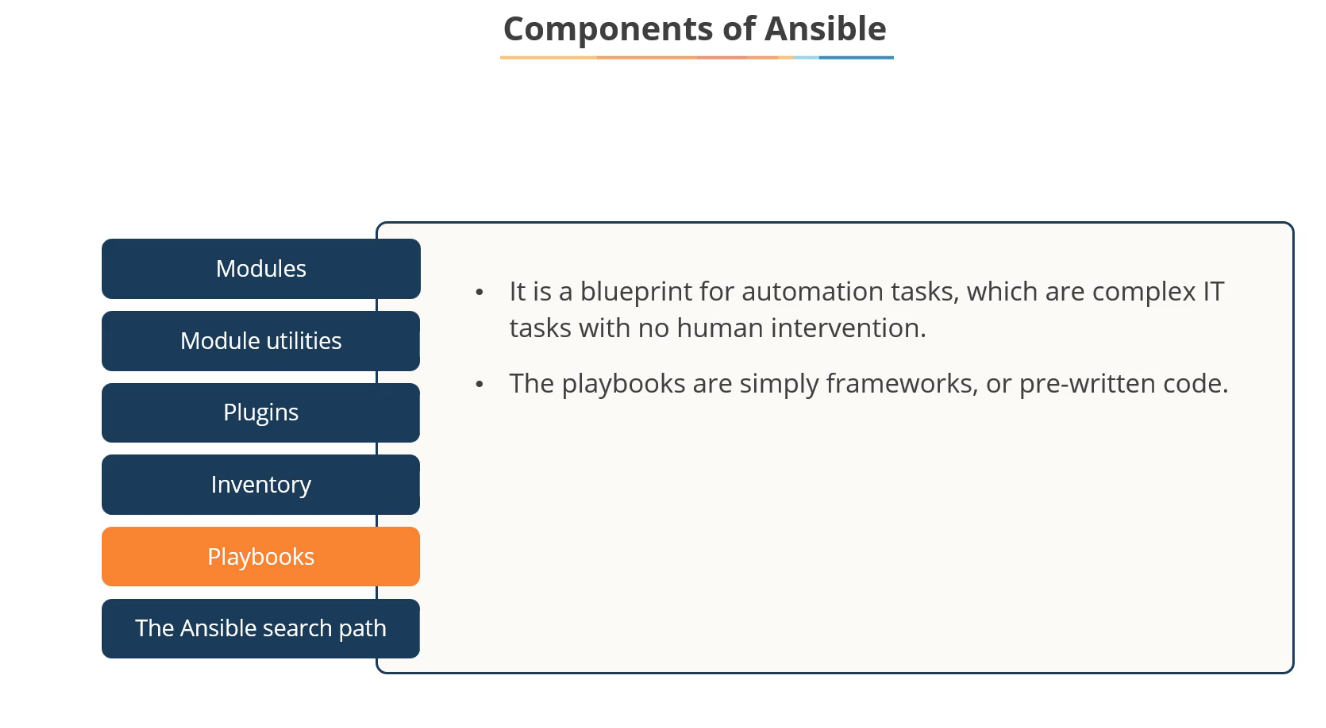 Components of Ansible
Modules
Module utilities
Plugins
Inventory
Playbooks
The Ansible search path
• It is a blueprint for automation tasks, which are complex IT
tasks with no human intervention.
• The playbooks are simply frameworks, or pre-written code.